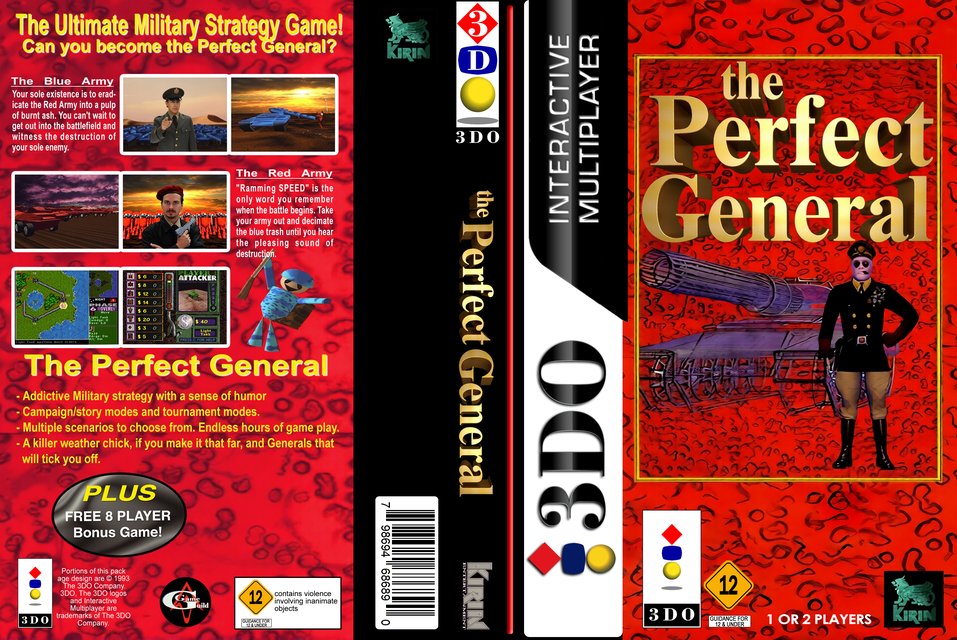 The Ultimate Military Strategy Game!
Can you become the Perfect General?
The Blue Army
Your sole existence is to erad-
icate the Red Army into a pulp
of burnt ash. You can't wait to
get out into the battlefield and
witness the destruction of
your sole enemy.
The Red Army
"Ramming SPEED" is the
only word you remember
when the battle begins. Take
your army out and decimate
the blue trash until you hear
the pleasing sound of
destruction.
ATTACKER
The Perfect General
- Addictive Military strategy with a sense of humor
- Campaign/story modes and tournament modes.
- Multiple scenarios to choose from. Endless hours of game play.
- A killer weather chick, if you make it that far, and Generals that
will tick you off.
PLUS
FREE 8 PLAYER
Bonus Game!
3DO
Portions of this pack
age design are © 1993
The 3DO Company.
3DO, The 3DO logos
and Interactive
Multiplayer are
trademarks of The 3DO
Company.
Game
Guild
12
GUIDANCE FOR
12 & UNDER
contains violence
involving inanimate
objects
KIRIN
3
D
3DO
the Perfect General
7 98694 68689 0
KIRIN
ENTERTAINMENT
INTERACTIVE
MULTIPLAYER
3DO
the
Perfect
General
3DO
12
GUIDANCE FOR
12 & UNDER
1 OR 2 PLAYERS
KIRIN